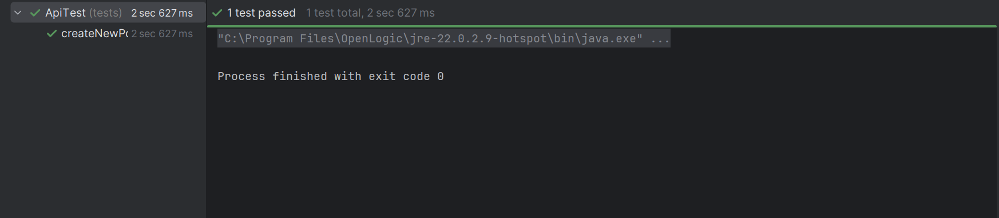 ApiTest (tests) 2 sec 627 ms
createNewPo 2 sec 627 ms
1 test passed 1 test total, 2 sec 627 ms
"C:\Program Files\OpenLogic\jre-22.0.2.9-hotspot\bin\java.exe" ...
Process finished with exit code 0